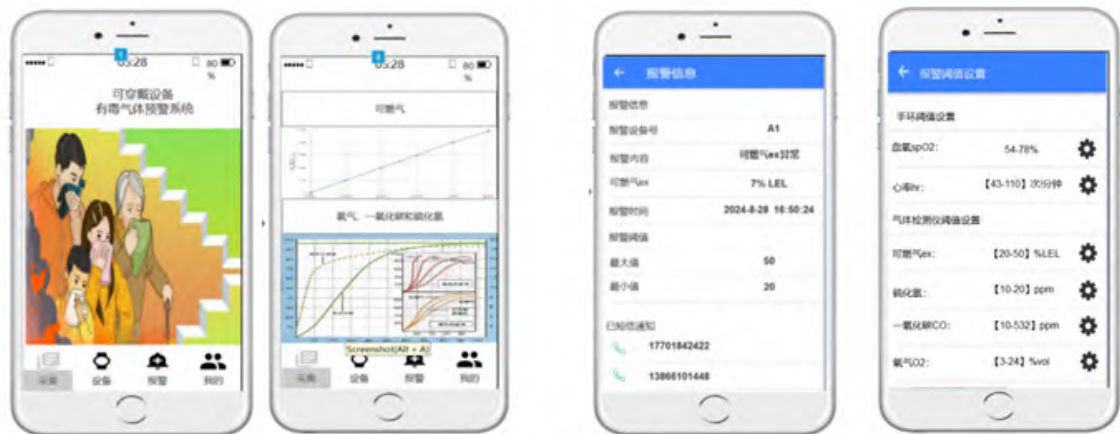 05:28
80
%
可穿戴设备
有毒气体预警系统
采集
设备
报警
我的
05:28
80
%
可燃气
氧气、一氧化碳和硫化氢
Screenshot(Alt + A)
采集
设备
报警
我的
← 报警信息
报警信息
报警设备号 A1
报警内容 可燃气ex异常
可燃气ex 7% LEL
报警时间 2024-8-28 16:50:24
报警阈值
最大值 50
最小值 20
已短信通知
17701842422
13866101448
← 报警阈值设置
手环阈值设置
血氧spO2: 54-78%
心率hr: 【43-110】次/分钟
气体检测仪阈值设置
可燃气ex: 【20-50】%LEL
硫化氢: 【10-20】ppm
一氧化碳CO: 【10-532】ppm
氧气O2: 【3-24】%vol